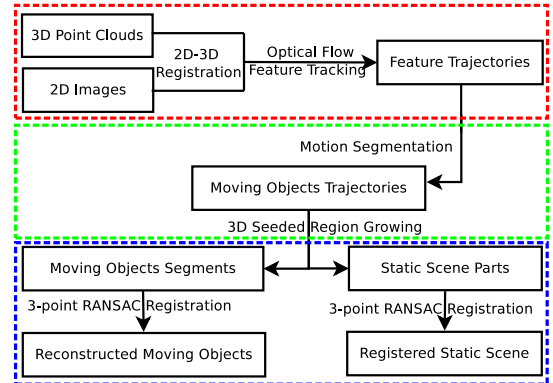 3D Point Clouds
2D-3D
Registration
Optical Flow
Feature Tracking
Feature Trajectories
2D Images
Motion Segmentation
Moving Objects Trajectories
3D Seeded Region Growing
Moving Objects Segments
Static Scene Parts
3-point RANSAC Registration
3-point RANSAC Registration
Reconstructed Moving Objects
Registered Static Scene